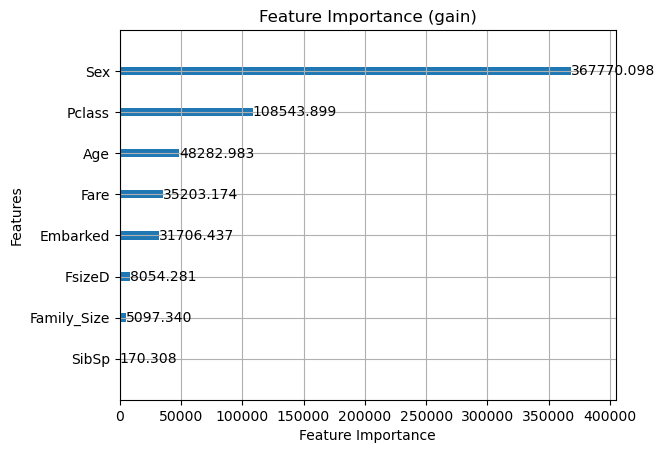 Feature Importance (gain)
Sex 367770.098
Pclass 108543.899
Age 48282.983
Fare 35203.174
Embarked 31706.437
FsizeD 8054.281
Family_Size 5097.340
SibSp 170.308
Features
0 50000 100000 150000 200000 250000 300000 350000 400000
Feature Importance